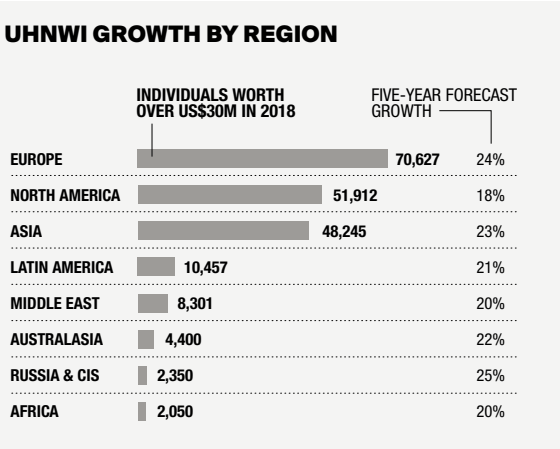 UHNWI GROWTH BY REGION
INDIVIDUALS WORTH
OVER US$30M IN 2018
FIVE-YEAR FORECAST
GROWTH
EUROPE 70,627 24%
NORTH AMERICA 51,912 18%
ASIA 48,245 23%
LATIN AMERICA 10,457 21%
MIDDLE EAST 8,301 20%
AUSTRALASIA 4,400 22%
RUSSIA & CIS 2,350 25%
AFRICA 2,050 20%